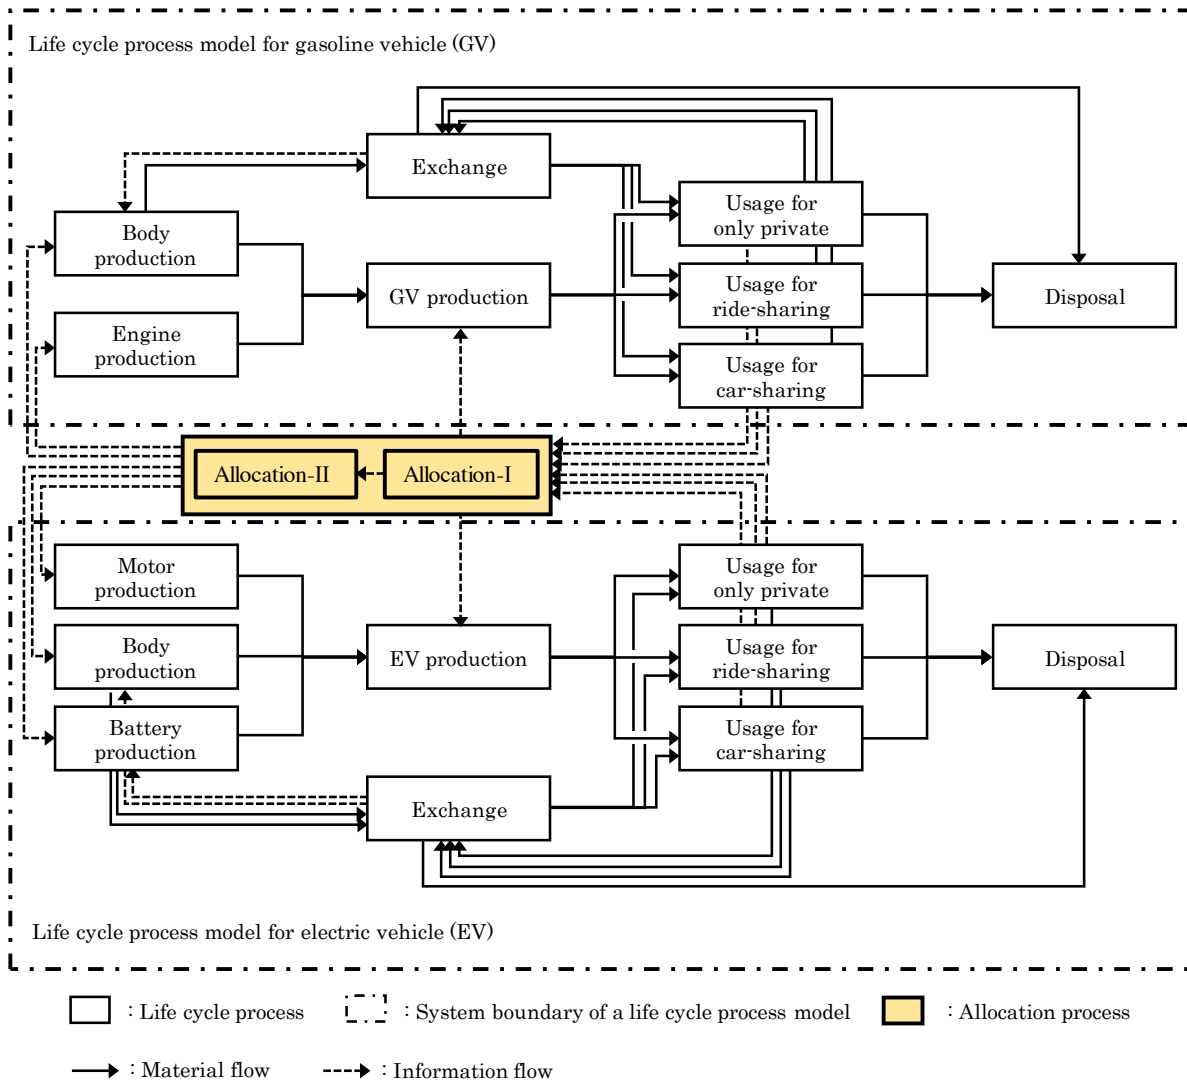 Life cycle process model for gasoline vehicle (GV)
Exchange
Usage for
only private
Body
production
Usage for
ride-sharing
GV production
Disposal
Engine
production
Usage for
car-sharing
Allocation-II
Allocation-I
Motor
production
Usage for
only private
Body
production
EV production
Usage for
ride-sharing
Disposal
Battery
production
Usage for
car-sharing
Exchange
Life cycle process model for electric vehicle (EV)
: Life cycle process
: System boundary of a life cycle process model
: Allocation process
: Material flow
: Information flow